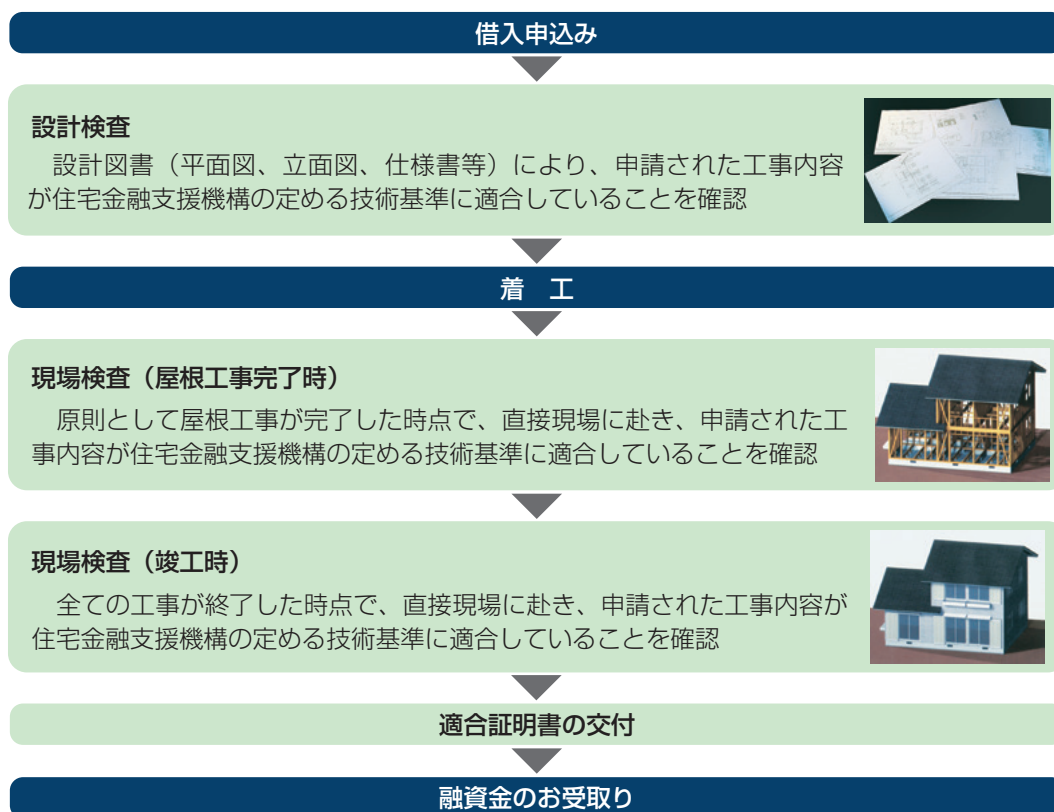 借入申込み
設計検査
　設計図書（平面図、立面図、仕様書等）により、申請された工事内容
が住宅金融支援機構の定める技術基準に適合していることを確認
着　工
現場検査（屋根工事完了時）
　原則として屋根工事が完了した時点で、直接現場に赴き、申請された工
事内容が住宅金融支援機構の定める技術基準に適合していることを確認
現場検査（竣工時）
　全ての工事が終了した時点で、直接現場に赴き、申請された工事内容が
住宅金融支援機構の定める技術基準に適合していることを確認
適合証明書の交付
融資金のお受取り